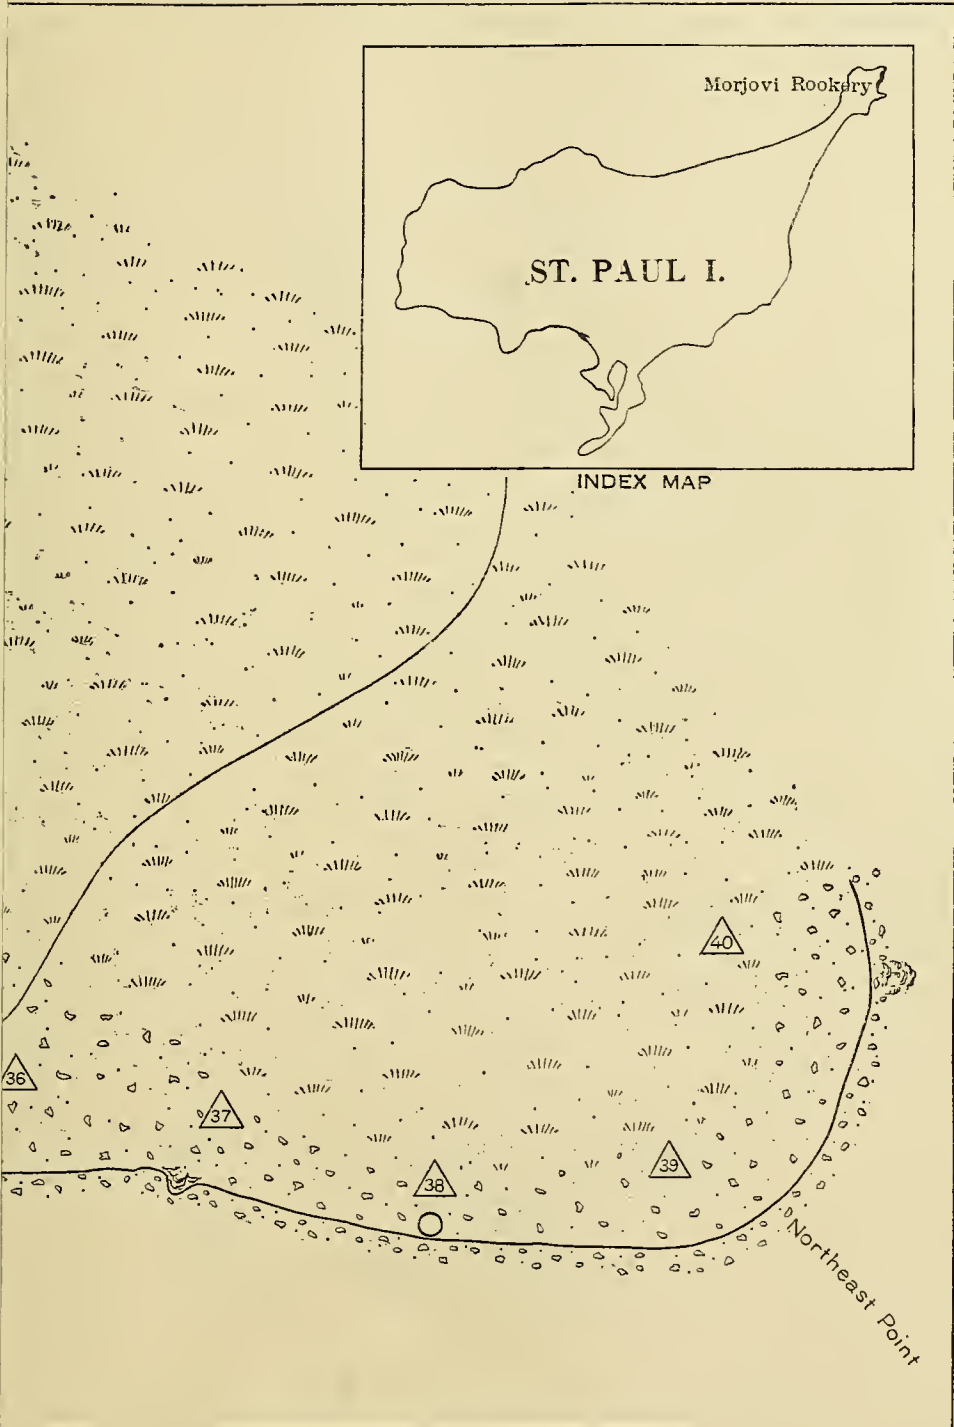 Morjovi Rookery
ST. PAUL I.
INDEX MAP
40
36
37
39
38
Northeast Point